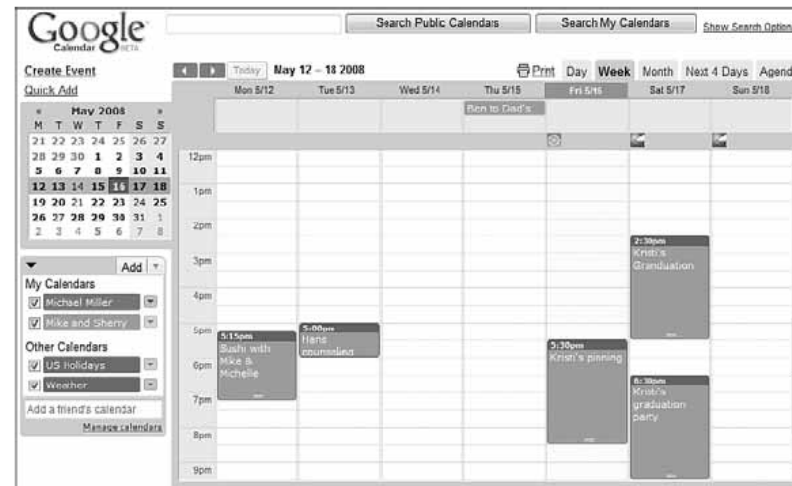 Google
Calendar BETA
Search Public Calendars
Search My Calendars
Show Search Option
Create Event
Quick Add
Today
May 12 – 18 2008
Print
Day
Week
Month
Next 4 Days
Agend
« May 2008 »
M T W T F S S
21 22 23 24 25 26 27
28 29 30 1 2 3 4
5 6 7 8 9 10 11
12 13 14 15 16 17 18
19 20 21 22 23 24 25
26 27 28 29 30 31 1
2 3 4 5 6 7 8
Add
My Calendars
Michael Miller
Mike and Sherry
Other Calendars
US Holidays
Weather
Add a friend's calendar
Manage calendars
Mon 5/12
Tue 5/13
Wed 5/14
Thu 5/15
Fri 5/16
Sat 5/17
Sun 5/18
Ben to Dad's
12pm
1pm
2pm
3pm
4pm
5pm
6pm
7pm
8pm
9pm
5:15pm
Sushi with
Mike &
Michelle
5:00pm
Hans
counseling
5:30pm
Kristi's pinning
2:30pm
Kristi's
Granduation
6:30pm
Kristi's
graduation
party